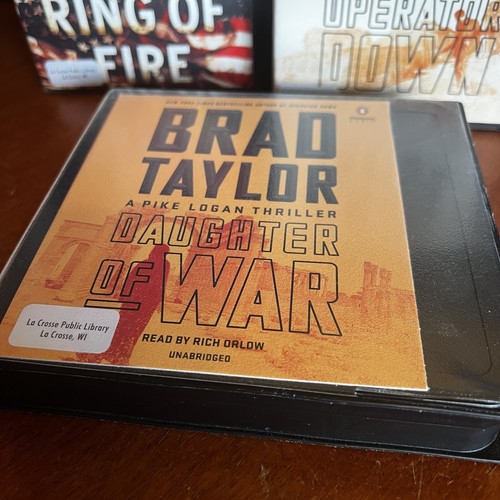 RING OF
FIRE
OPERATOR
DOWN
BRAD
TAYLOR
A PIKE LOGAN THRILLER
DAUGHTER
OF WAR
READ BY RICH ORLOW
UNABRIDGED
La Crosse Public Library
La Crosse, WI